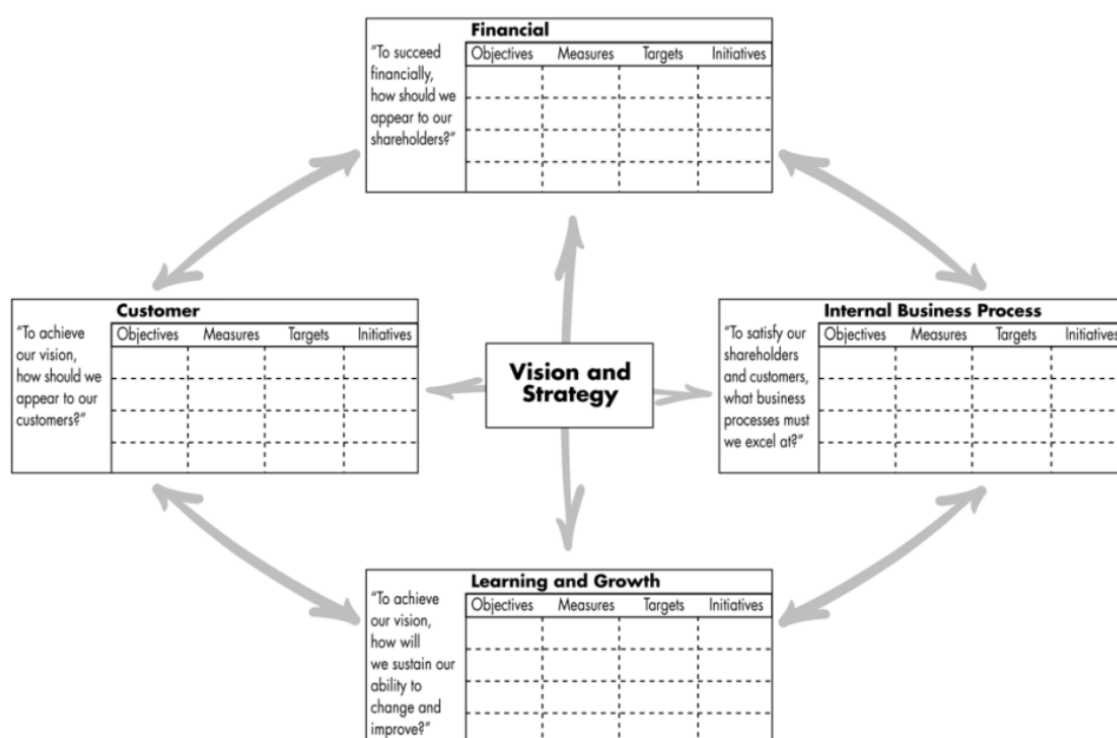 Financial
"To succeed
financially,
how should we
appear to our
shareholders?"
Objectives Measures Targets Initiatives
Customer
"To achieve
our vision,
how should we
appear to our
customers?"
Objectives Measures Targets Initiatives
Vision and
Strategy
Internal Business Process
"To satisfy our
shareholders
and customers,
what business
processes must
we excel at?"
Objectives Measures Targets Initiatives
Learning and Growth
"To achieve
our vision,
how will
we sustain our
ability to
change and
improve?"
Objectives Measures Targets Initiatives